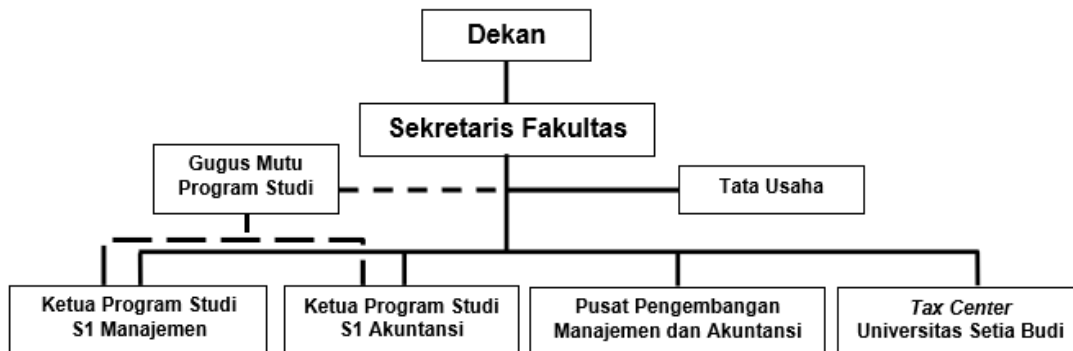 Dekan
Sekretaris Fakultas
Gugus Mutu
Program Studi
Tata Usaha
Ketua Program Studi
S1 Manajemen
Ketua Program Studi
S1 Akuntansi
Pusat Pengembangan
Manajemen dan Akuntansi
Tax Center
Universitas Setia Budi